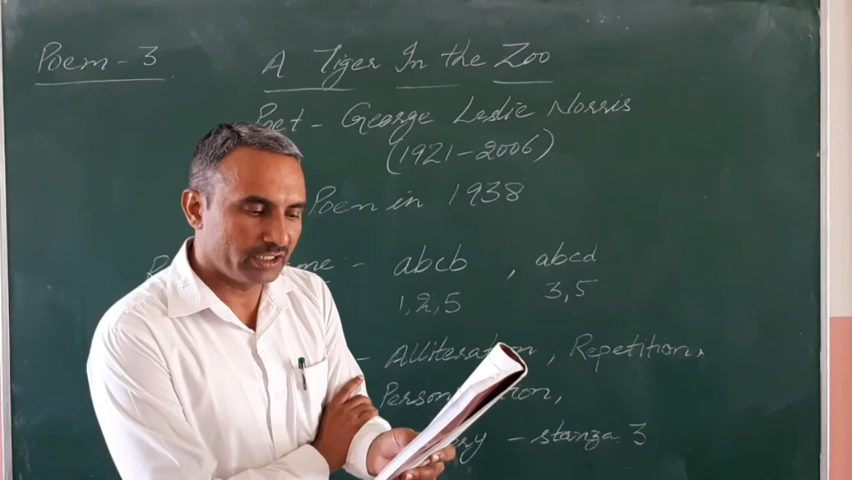 Poem - 3
A Tiger In the Zoo
Poet - George Leslie Norris
(1921-2006)
Poem in 1938
:- abcb , abcd
1,2,5 3,5
- Alliteration, Repetition,
- stanza 3